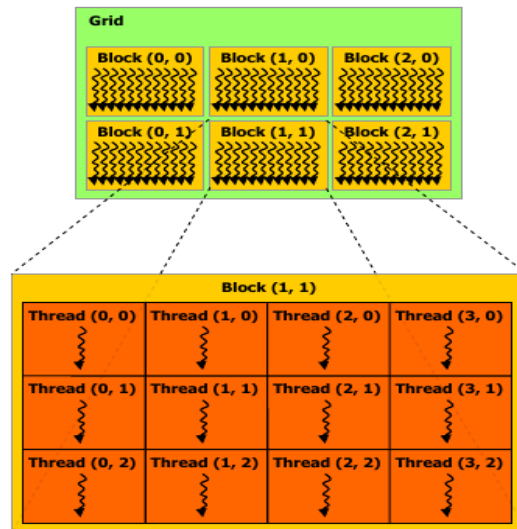 Grid
Block (0, 0) Block (1, 0) Block (2, 0)
Block (0, 1) Block (1, 1) Block (2, 1)
Block (1, 1)
Thread (0, 0) Thread (1, 0) Thread (2, 0) Thread (3, 0)
Thread (0, 1) Thread (1, 1) Thread (2, 1) Thread (3, 1)
Thread (0, 2) Thread (1, 2) Thread (2, 2) Thread (3, 2)